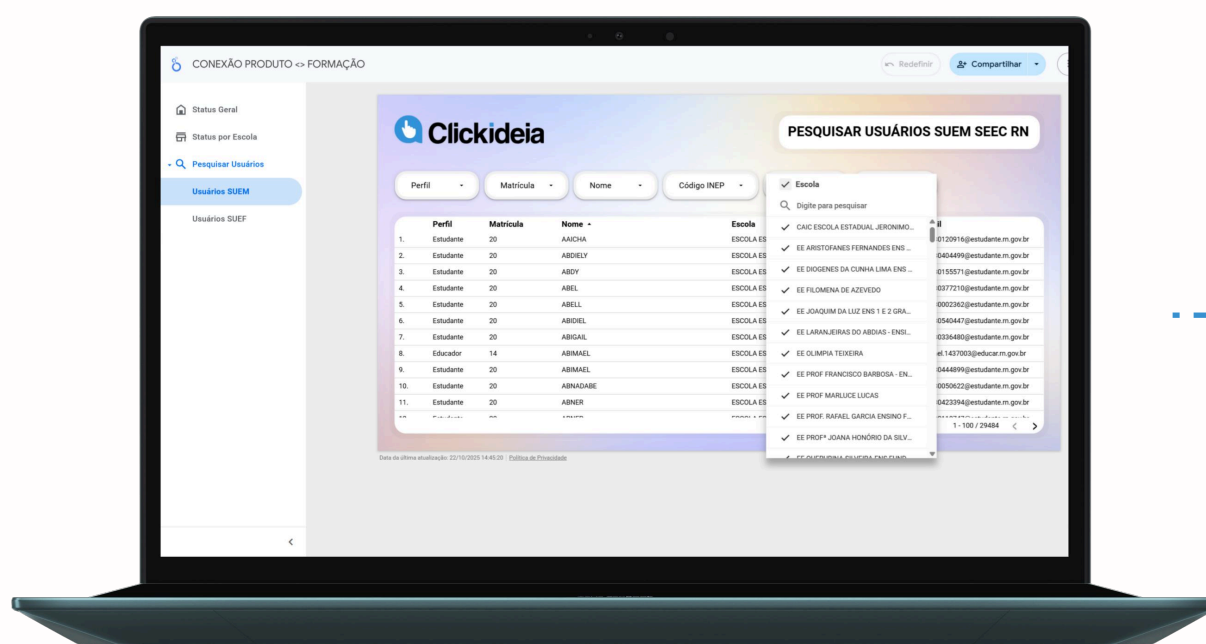 CONEXÃO PRODUTO <> FORMAÇÃO
Redefinir
Compartilhar
Status Geral
Status por Escola
Pesquisar Usuários
Usuários SUEM
Usuários SUEF
Clickideia
PESQUISAR USUÁRIOS SUEM SEEC RN
Perfil Matrícula Nome Código INEP
Perfil Matrícula Nome Escola il
1. Estudante 20 AAICHA ESCOLA ES 0120916@estudante.rn.gov.br
2. Estudante 20 ABDIELY ESCOLA ES 0404499@estudante.rn.gov.br
3. Estudante 20 ABDY ESCOLA ES 0155571@estudante.rn.gov.br
4. Estudante 20 ABEL ESCOLA ES 0377210@estudante.rn.gov.br
5. Estudante 20 ABELL ESCOLA ES 0002362@estudante.rn.gov.br
6. Estudante 20 ABIDIEL ESCOLA ES 0540447@estudante.rn.gov.br
7. Estudante 20 ABIGAIL ESCOLA ES 0336480@estudante.rn.gov.br
8. Educador 14 ABIMAEL ESCOLA ES el.1437003@educar.rn.gov.br
9. Estudante 20 ABIMAEL ESCOLA ES 0444899@estudante.rn.gov.br
10. Estudante 20 ABNADABE ESCOLA ES 0050622@estudante.rn.gov.br
11. Estudante 20 ABNER ESCOLA ES 0423394@estudante.rn.gov.br
1 - 100 / 29484
Escola
Digite para pesquisar
CAIC ESCOLA ESTADUAL JERONIMO...
EE ARISTOFANES FERNANDES ENS ...
EE DIOGENES DA CUNHA LIMA ENS ...
EE FILOMENA DE AZEVEDO
EE JOAQUIM DA LUZ ENS 1 E 2 GRA...
EE LARANJEIRAS DO ABDIAS - ENSI...
EE OLIMPIA TEIXEIRA
EE PROF FRANCISCO BARBOSA - EN...
EE PROF MARLUCE LUCAS
EE PROF. RAFAEL GARCIA ENSINO F...
EE PROFª JOANA HONÓRIO DA SILV...
Data da última atualização: 22/10/2025 14:45:20 Política de Privacidade